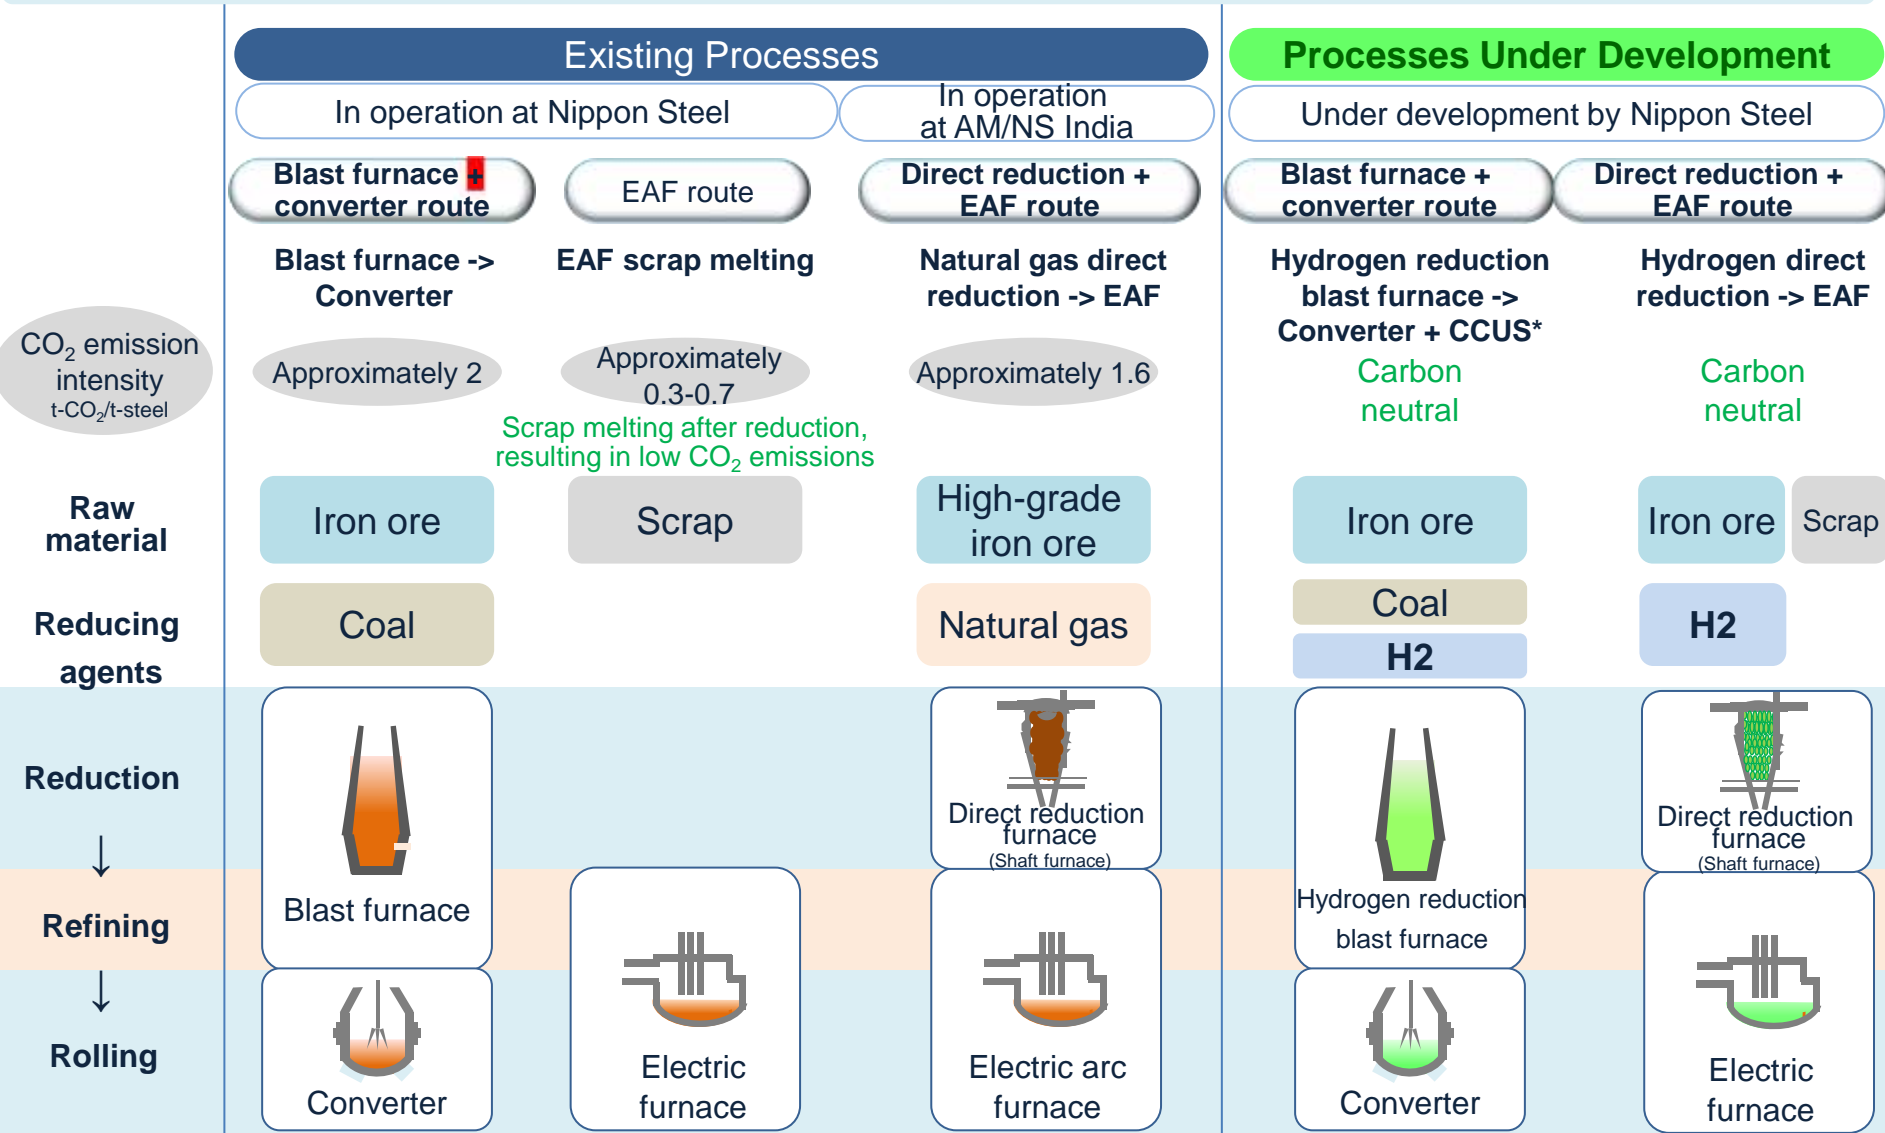 Existing Processes
Processes Under Development
In operation at Nippon Steel
In operation
at AM/NS India
Under development by Nippon Steel
Blast furnace +
converter route
EAF route
Direct reduction +
EAF route
Blast furnace +
converter route
Direct reduction +
EAF route
Blast furnace ->
Converter
EAF scrap melting
Natural gas direct
reduction -> EAF
Hydrogen reduction
blast furnace ->
Converter + CCUS*
Hydrogen direct
reduction -> EAF
CO2 emission
intensity
t-CO2/t-steel
Approximately 2
Approximately
0.3-0.7
Scrap melting after reduction,
resulting in low CO2 emissions
Approximately 1.6
Carbon
neutral
Carbon
neutral
Raw
material
Iron ore
Scrap
High-grade
iron ore
Iron ore
Iron ore
Scrap
Reducing
agents
Coal
Natural gas
Coal
H2
H2
Reduction
↓
Refining
↓
Rolling
Blast furnace
Converter
Electric
furnace
Direct reduction
furnace
(Shaft furnace)
Electric arc
furnace
Hydrogen reduction
blast furnace
Converter
Direct reduction
furnace
(Shaft furnace)
Electric
furnace